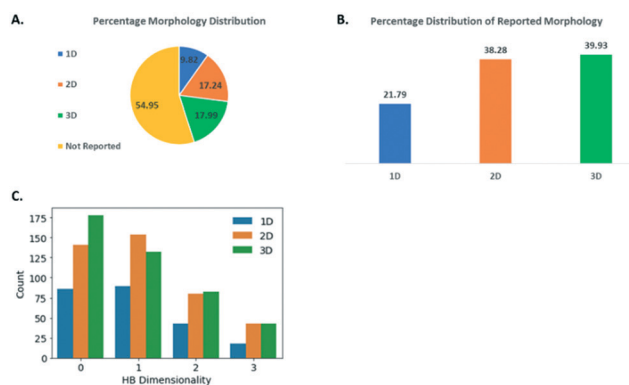 A.
Percentage Morphology Distribution
1D
2D
3D
Not Reported
9.82
17.24
17.99
54.95
B.
Percentage Distribution of Reported Morphology
21.79
38.28
39.93
1D
2D
3D
C.
175
150
125
100
75
50
25
0
Count
1D
2D
3D
0 1 2 3
HB Dimensionality